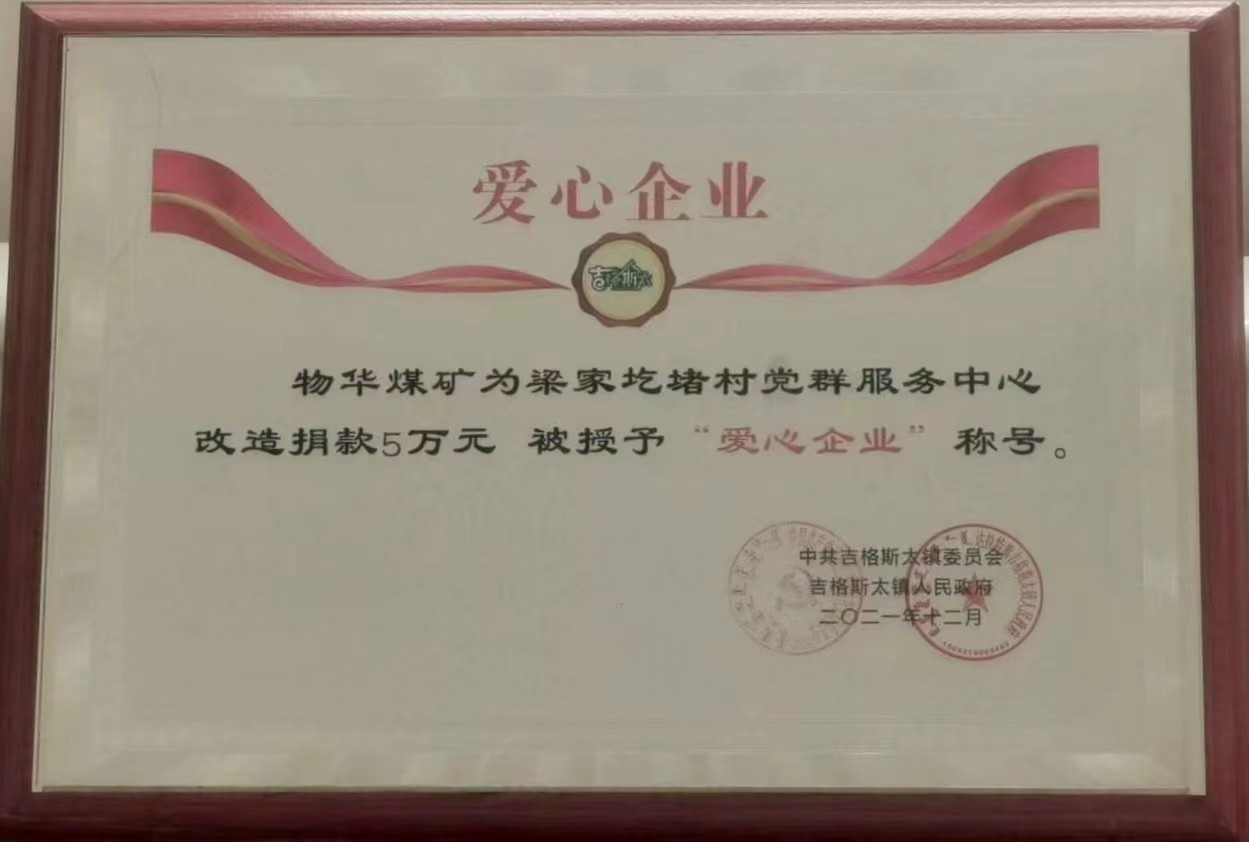 爱心企业
吉格斯太
物华煤矿为梁家圪堵村党群服务中心
改造捐款5万元 被授予“爱心企业”称号。
中共吉格斯太镇委员会
吉格斯太镇人民政府
二〇二一年十二月